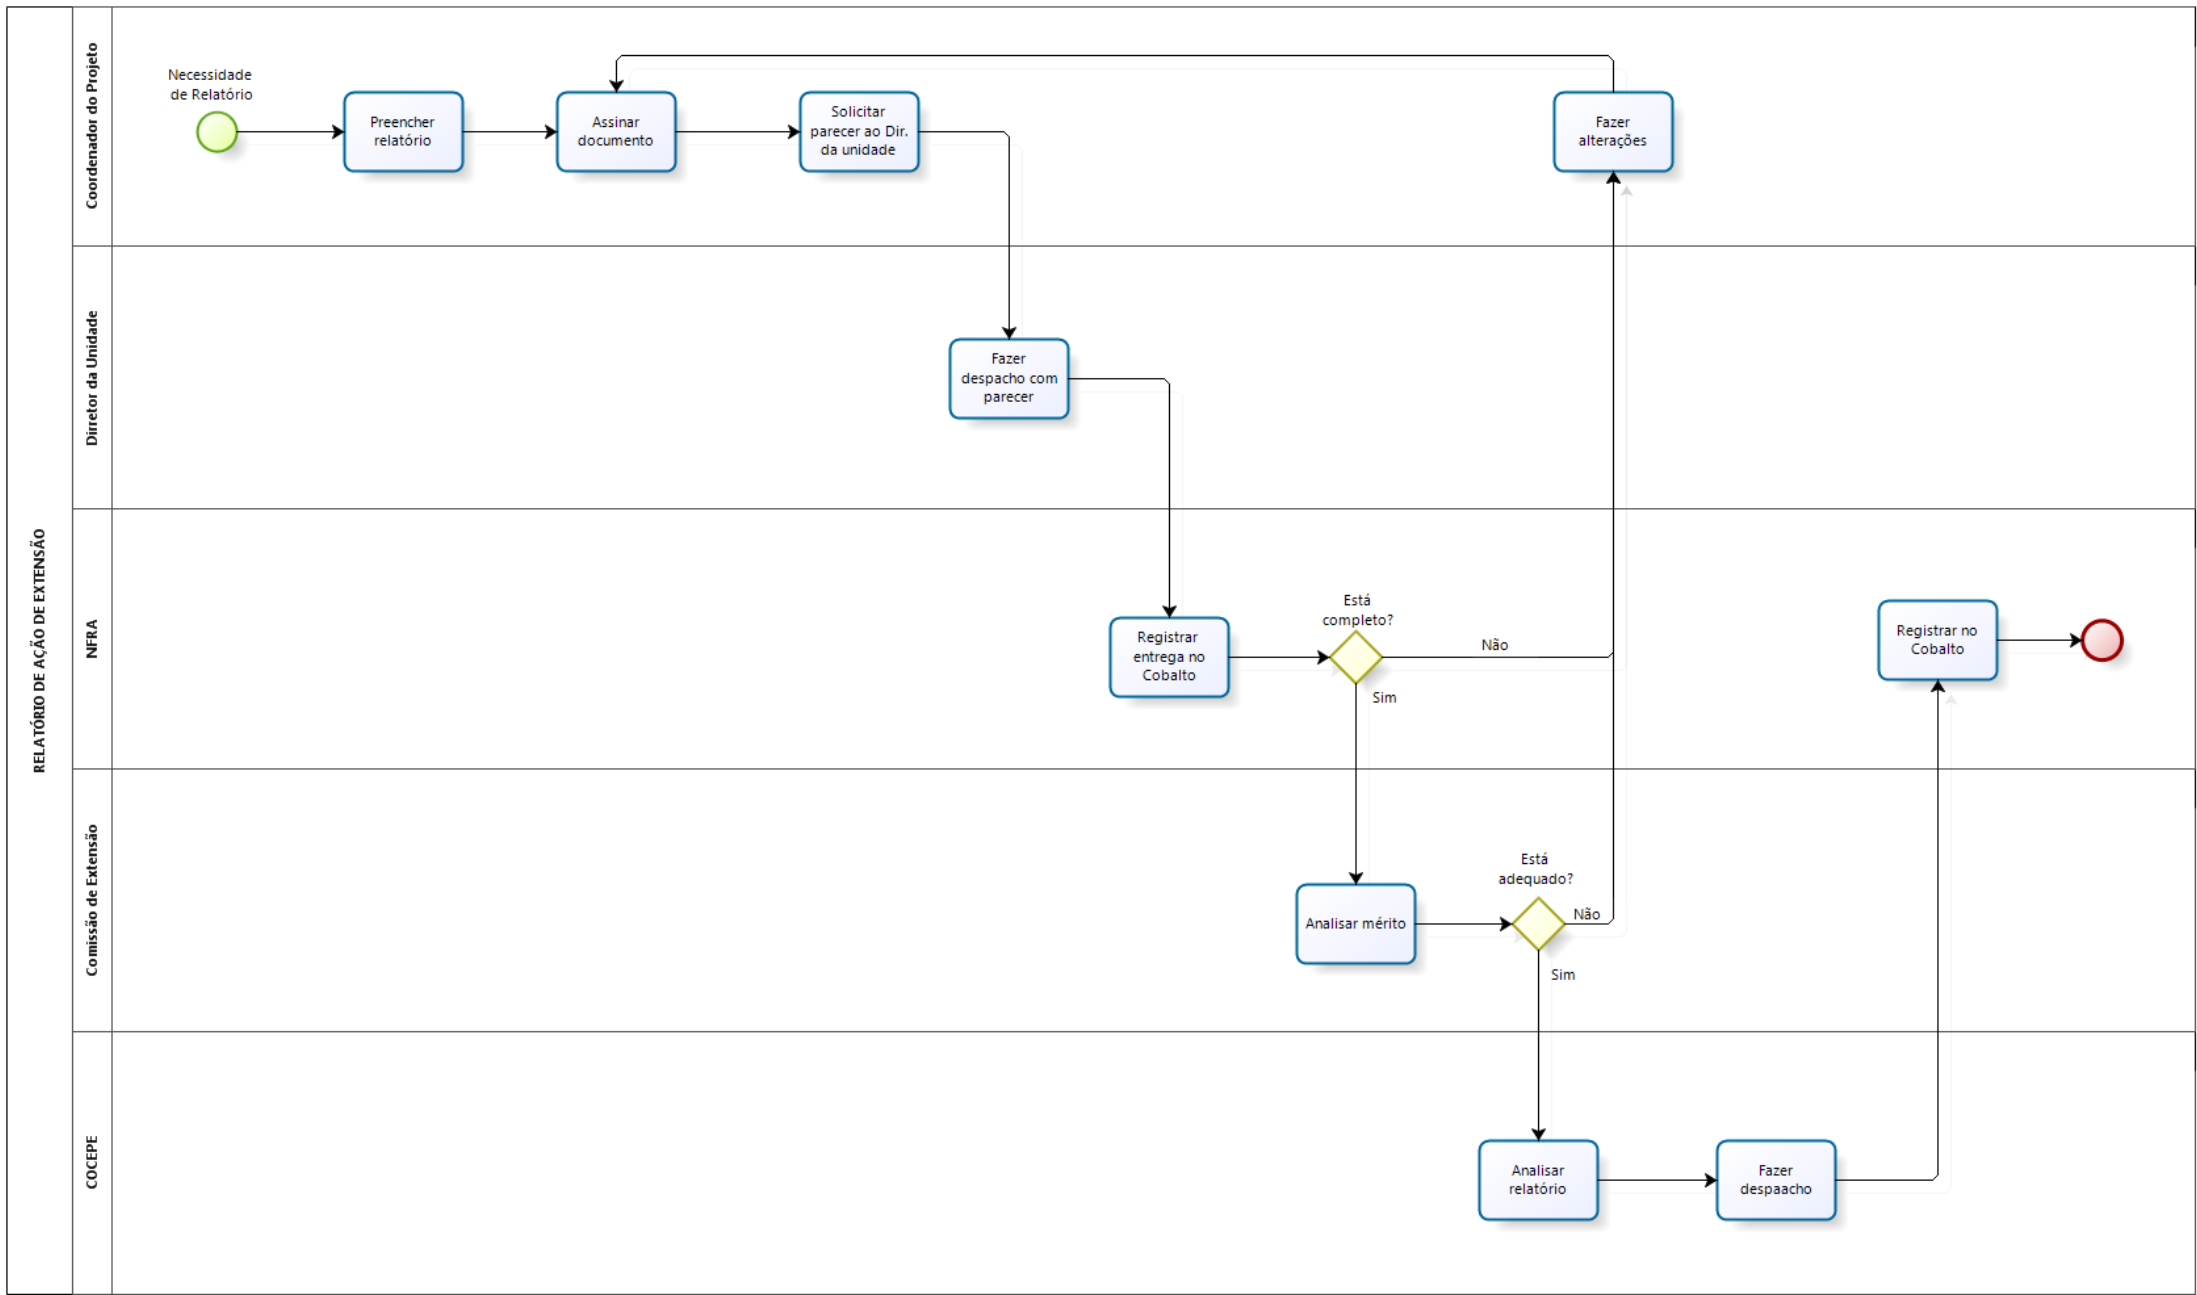 RELATÓRIO DE AÇÃO DE EXTENSÃO
Coordenador do Projeto
Necessidade
de Relatório
Preencher
relatório
Assinar
documento
Solicitar
parecer ao Dir.
da unidade
Fazer
alterações
Dirretor da Unidade
Fazer
despacho com
parecer
NFRA
Registrar
entrega no
Cobalto
Está
completo?
Não
Sim
Registrar no
Cobalto
Comissão de Extensão
Analisar mérito
Está
adequado?
Não
Sim
COCEPE
Analisar
relatório
Fazer
despaacho